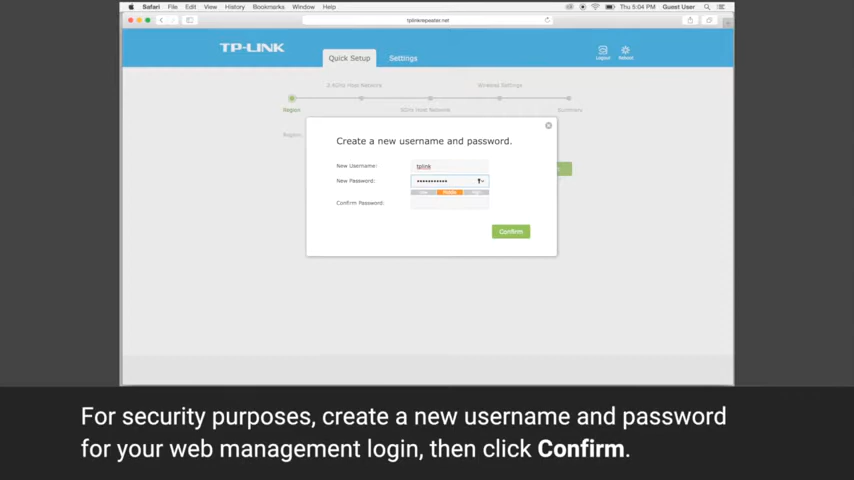 Safari File Edit View History Bookmarks Window Help
Thu 5:04 PM Guest User
tplinkrepeater.net
TP-LINK
Quick Setup
Settings
Logout
Reboot
2.4GHz Host Network
Wireless Settings
Region
5GHz Host Network
Summary
Region:
Create a new username and password.
New Username:
tplink
New Password:
•••••••••••
Low Middle High
Confirm Password:
Confirm
For security purposes, create a new username and password
for your web management login, then click Confirm.